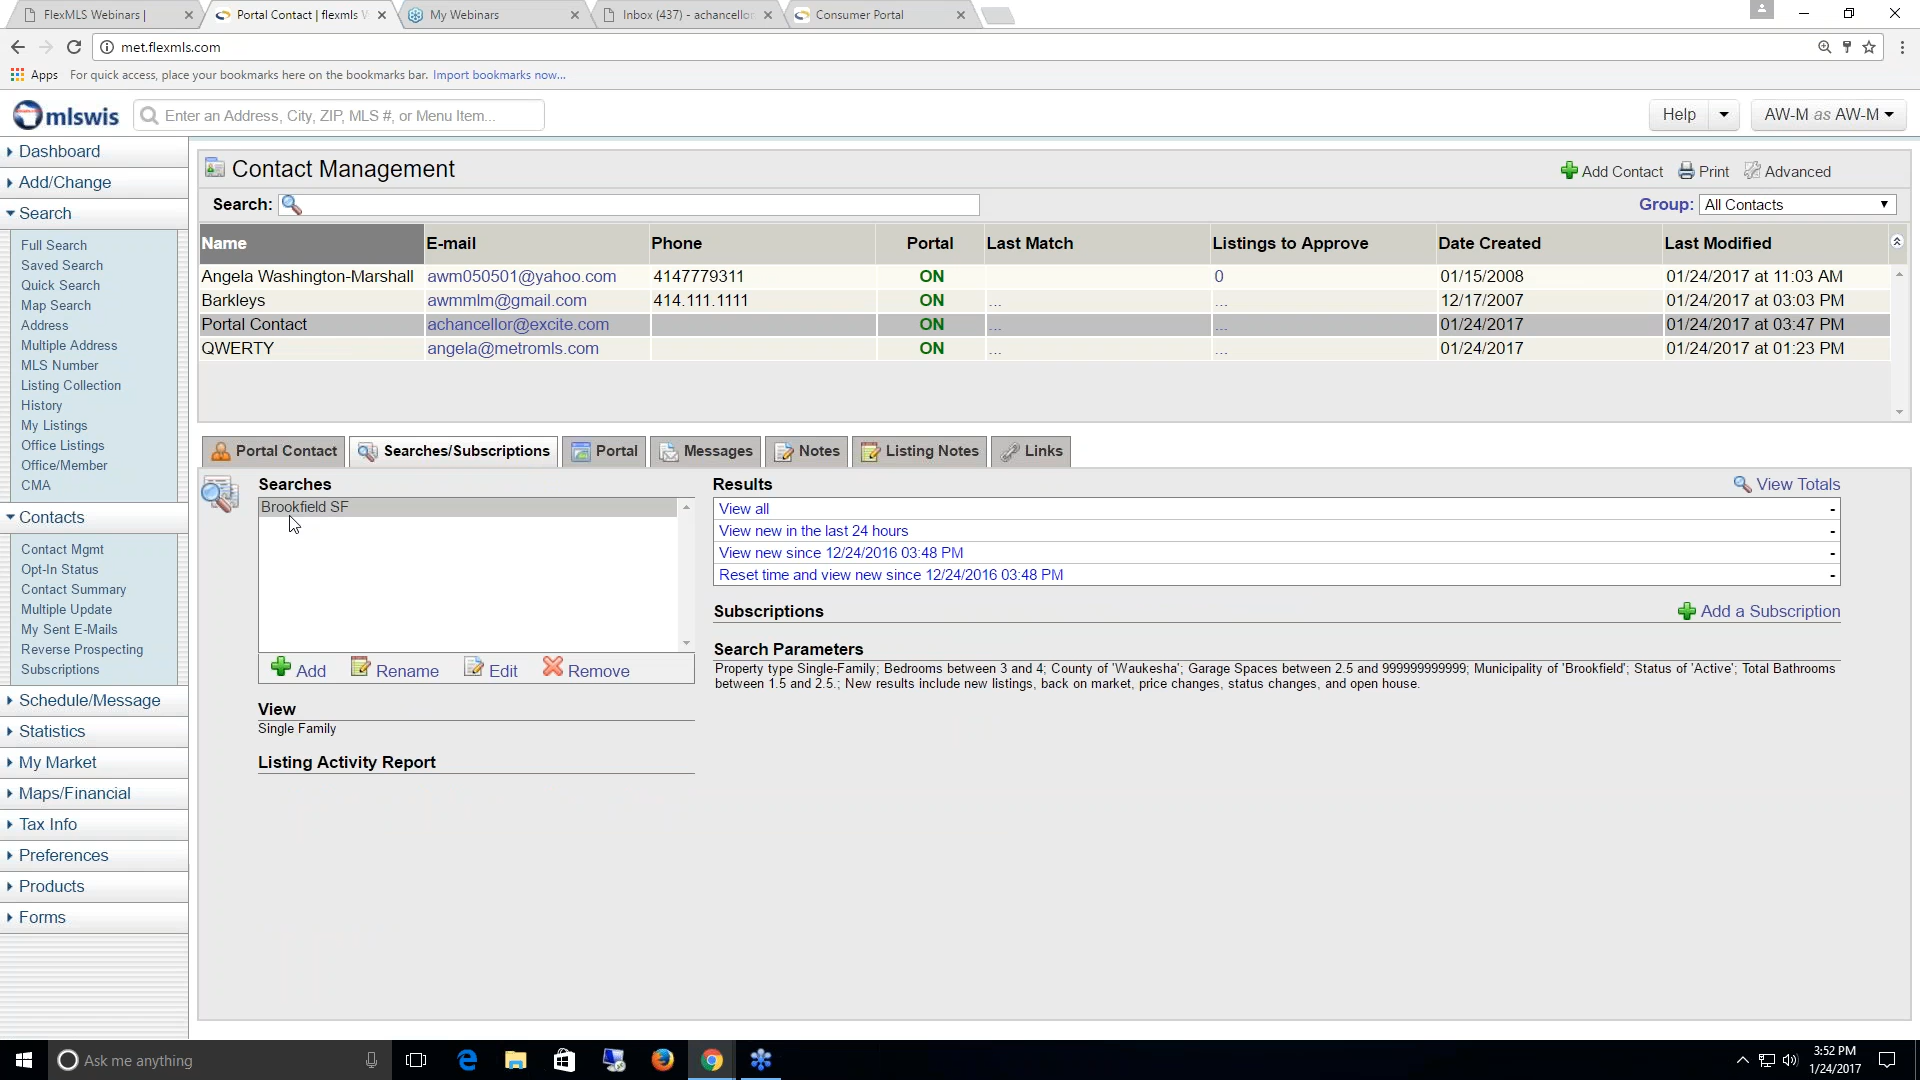 FlexMLS Webinars |
Portal Contact | flexmls W
My Webinars
Inbox (437) - achancellor
Consumer Portal
met.flexmls.com
Apps For quick access, place your bookmarks here on the bookmarks bar. Import bookmarks now...
mlswis
Enter an Address, City, ZIP, MLS #, or Menu Item...
Help
AW-M as AW-M
Dashboard
Add/Change
Search
Full Search
Saved Search
Quick Search
Map Search
Address
Multiple Address
MLS Number
Listing Collection
History
My Listings
Office Listings
Office/Member
CMA
Contacts
Contact Mgmt
Opt-In Status
Contact Summary
Multiple Update
My Sent E-Mails
Reverse Prospecting
Subscriptions
Schedule/Message
Statistics
My Market
Maps/Financial
Tax Info
Preferences
Products
Forms
Contact Management
Add Contact Print Advanced
Search:
Group: All Contacts
Name E-mail Phone Portal Last Match Listings to Approve Date Created Last Modified
Angela Washington-Marshall awm050501@yahoo.com 4147779311 ON 0 01/15/2008 01/24/2017 at 11:03 AM
Barkleys awmmlm@gmail.com 414.111.1111 ON ... ... 12/17/2007 01/24/2017 at 03:03 PM
Portal Contact achancellor@excite.com ON ... ... 01/24/2017 01/24/2017 at 03:47 PM
QWERTY angela@metromls.com ON ... ... 01/24/2017 01/24/2017 at 01:23 PM
Portal Contact Searches/Subscriptions Portal Messages Notes Listing Notes Links
Searches
Brookfield SF
Add Rename Edit Remove
View
Single Family
Listing Activity Report
Results
View Totals
View all -
View new in the last 24 hours -
View new since 12/24/2016 03:48 PM -
Reset time and view new since 12/24/2016 03:48 PM -
Subscriptions
Add a Subscription
Search Parameters
Property type Single-Family; Bedrooms between 3 and 4; County of 'Waukesha'; Garage Spaces between 2.5 and 999999999999; Municipality of 'Brookfield'; Status of 'Active'; Total Bathrooms
between 1.5 and 2.5.; New results include new listings, back on market, price changes, status changes, and open house.
Ask me anything
3:52 PM
1/24/2017